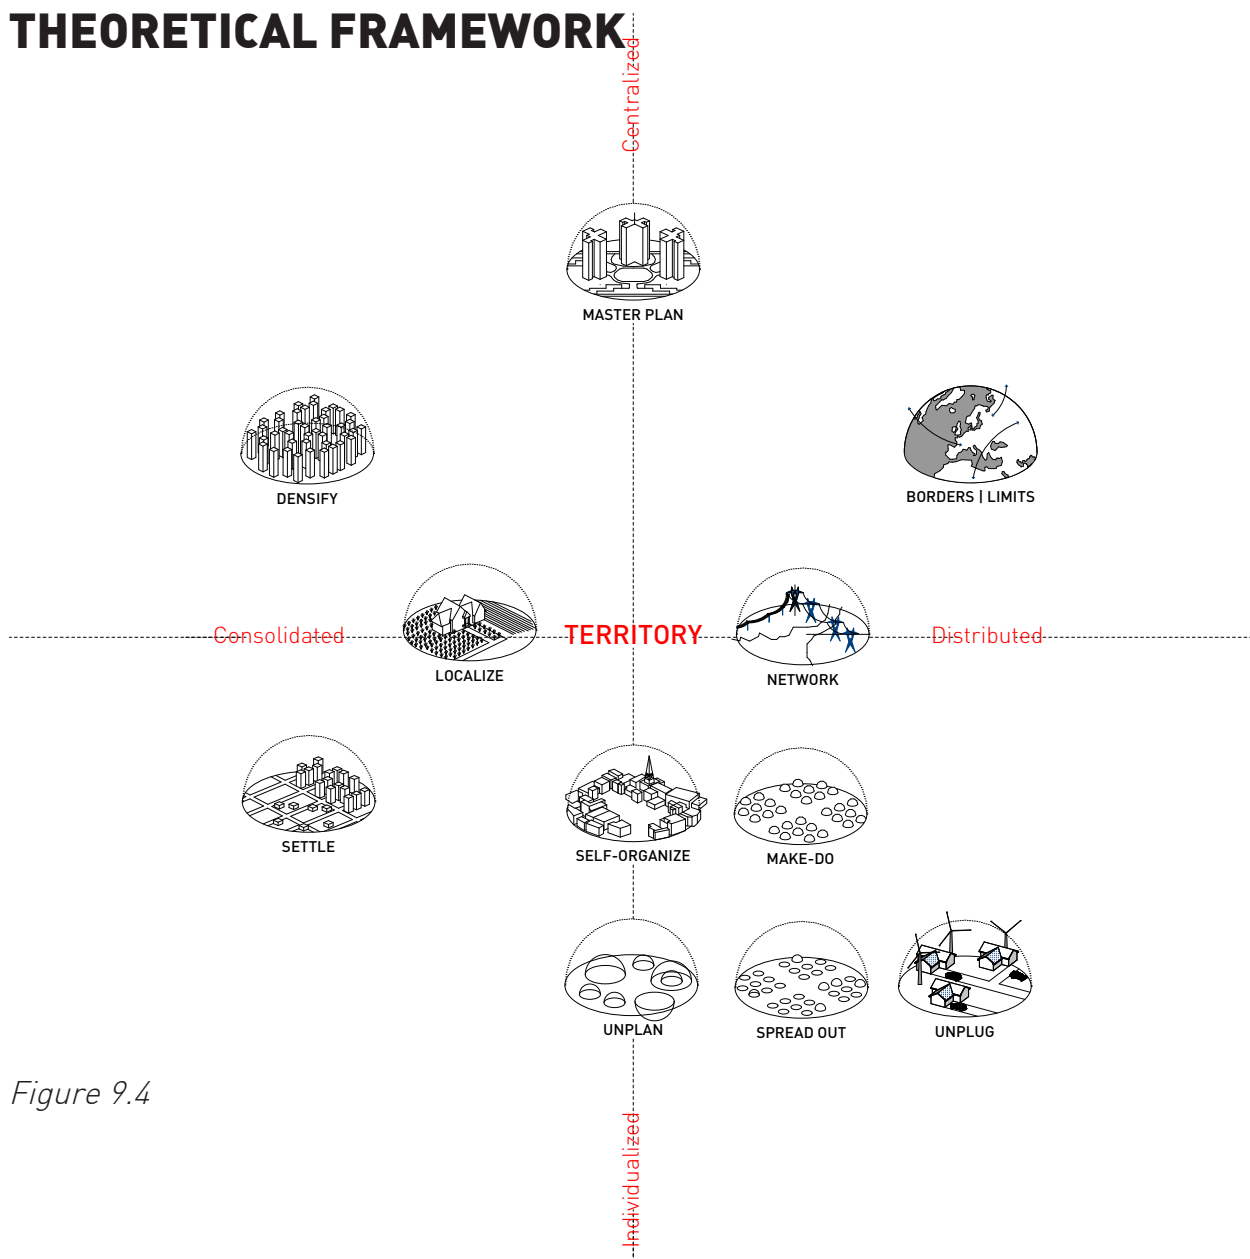 THEORETICAL FRAMEWORK
Centralized
MASTER PLAN
DENSIFY
BORDERS | LIMITS
Consolidated
LOCALIZE
TERRITORY
NETWORK
Distributed
SETTLE
SELF-ORGANIZE
MAKE-DO
UNPLAN
SPREAD OUT
UNPLUG
Figure 9.4
Individualized